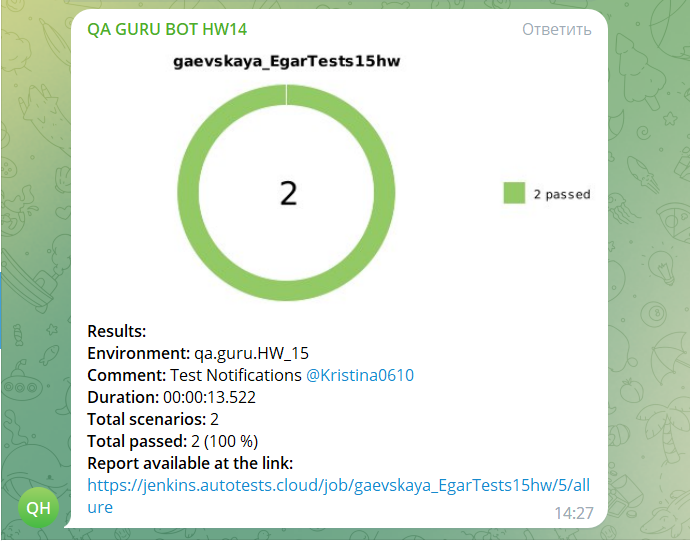 QA GURU BOT HW14 Ответить
gaevskaya_EgarTests15hw
2
2 passed
Results:
Environment: qa.guru.HW_15
Comment: Test Notifications @Kristina0610
Duration: 00:00:13.522
Total scenarios: 2
Total passed: 2 (100 %)
Report available at the link:
https://jenkins.autotests.cloud/job/gaevskaya_EgarTests15hw/5/all
ure
QH
14:27